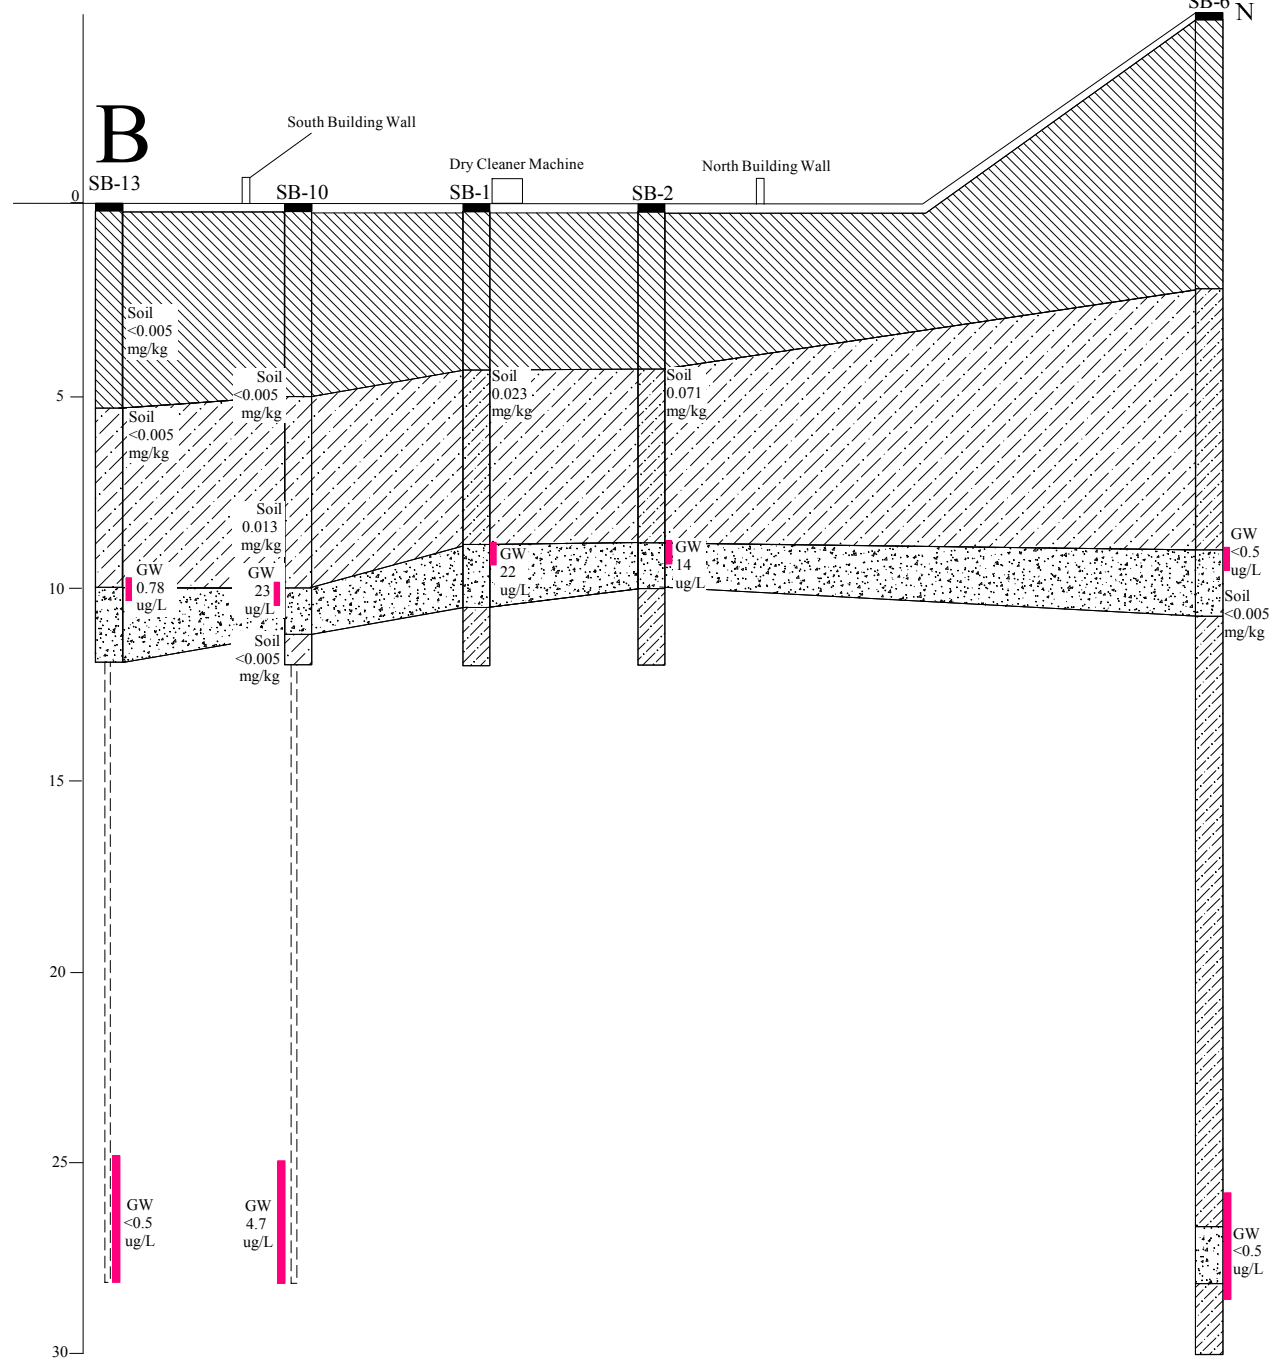 SB-6
N
South Building Wall
B
Dry Cleaner Machine
North Building Wall
SB-13
SB-10
SB-1
SB-2
0
Soil
<0.005
mg/kg
Soil
<0.005
mg/kg
Soil
0.023
mg/kg
Soil
0.071
mg/kg
5
Soil
<0.005
mg/kg
Soil
0.013
mg/kg
GW
<0.5
ug/L
GW
22
ug/L
GW
14
ug/L
GW
0.78
ug/L
GW
23
ug/L
10
Soil
<0.005
mg/kg
Soil
<0.005
mg/kg
15
20
25
GW
<0.5
ug/L
GW
4.7
ug/L
GW
<0.5
ug/L
30